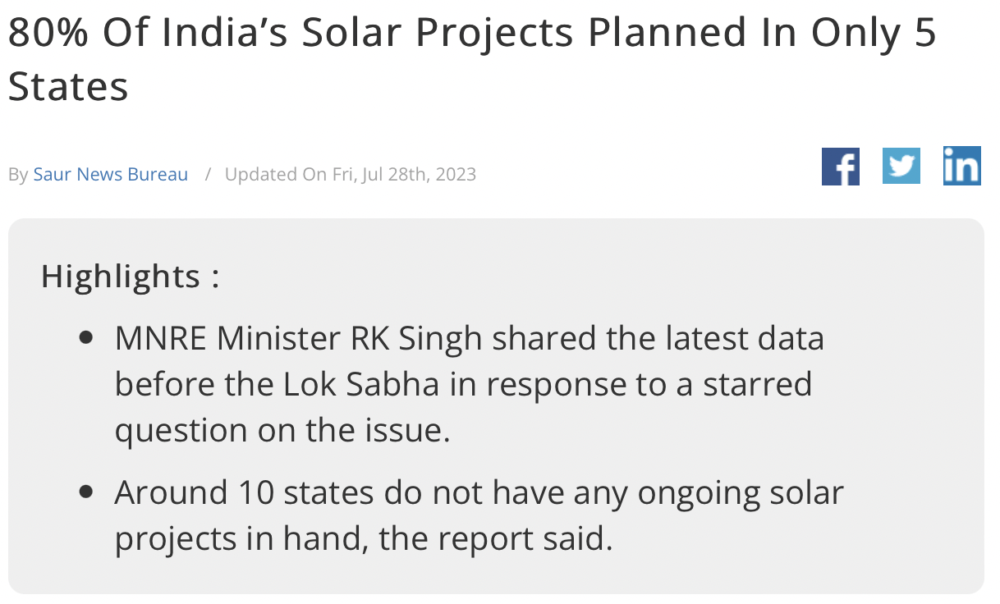 80% Of India’s Solar Projects Planned In Only 5
States
By Saur News Bureau / Updated On Fri, Jul 28th, 2023
f in
Highlights :
• MNRE Minister RK Singh shared the latest data
before the Lok Sabha in response to a starred
question on the issue.
• Around 10 states do not have any ongoing solar
projects in hand, the report said.